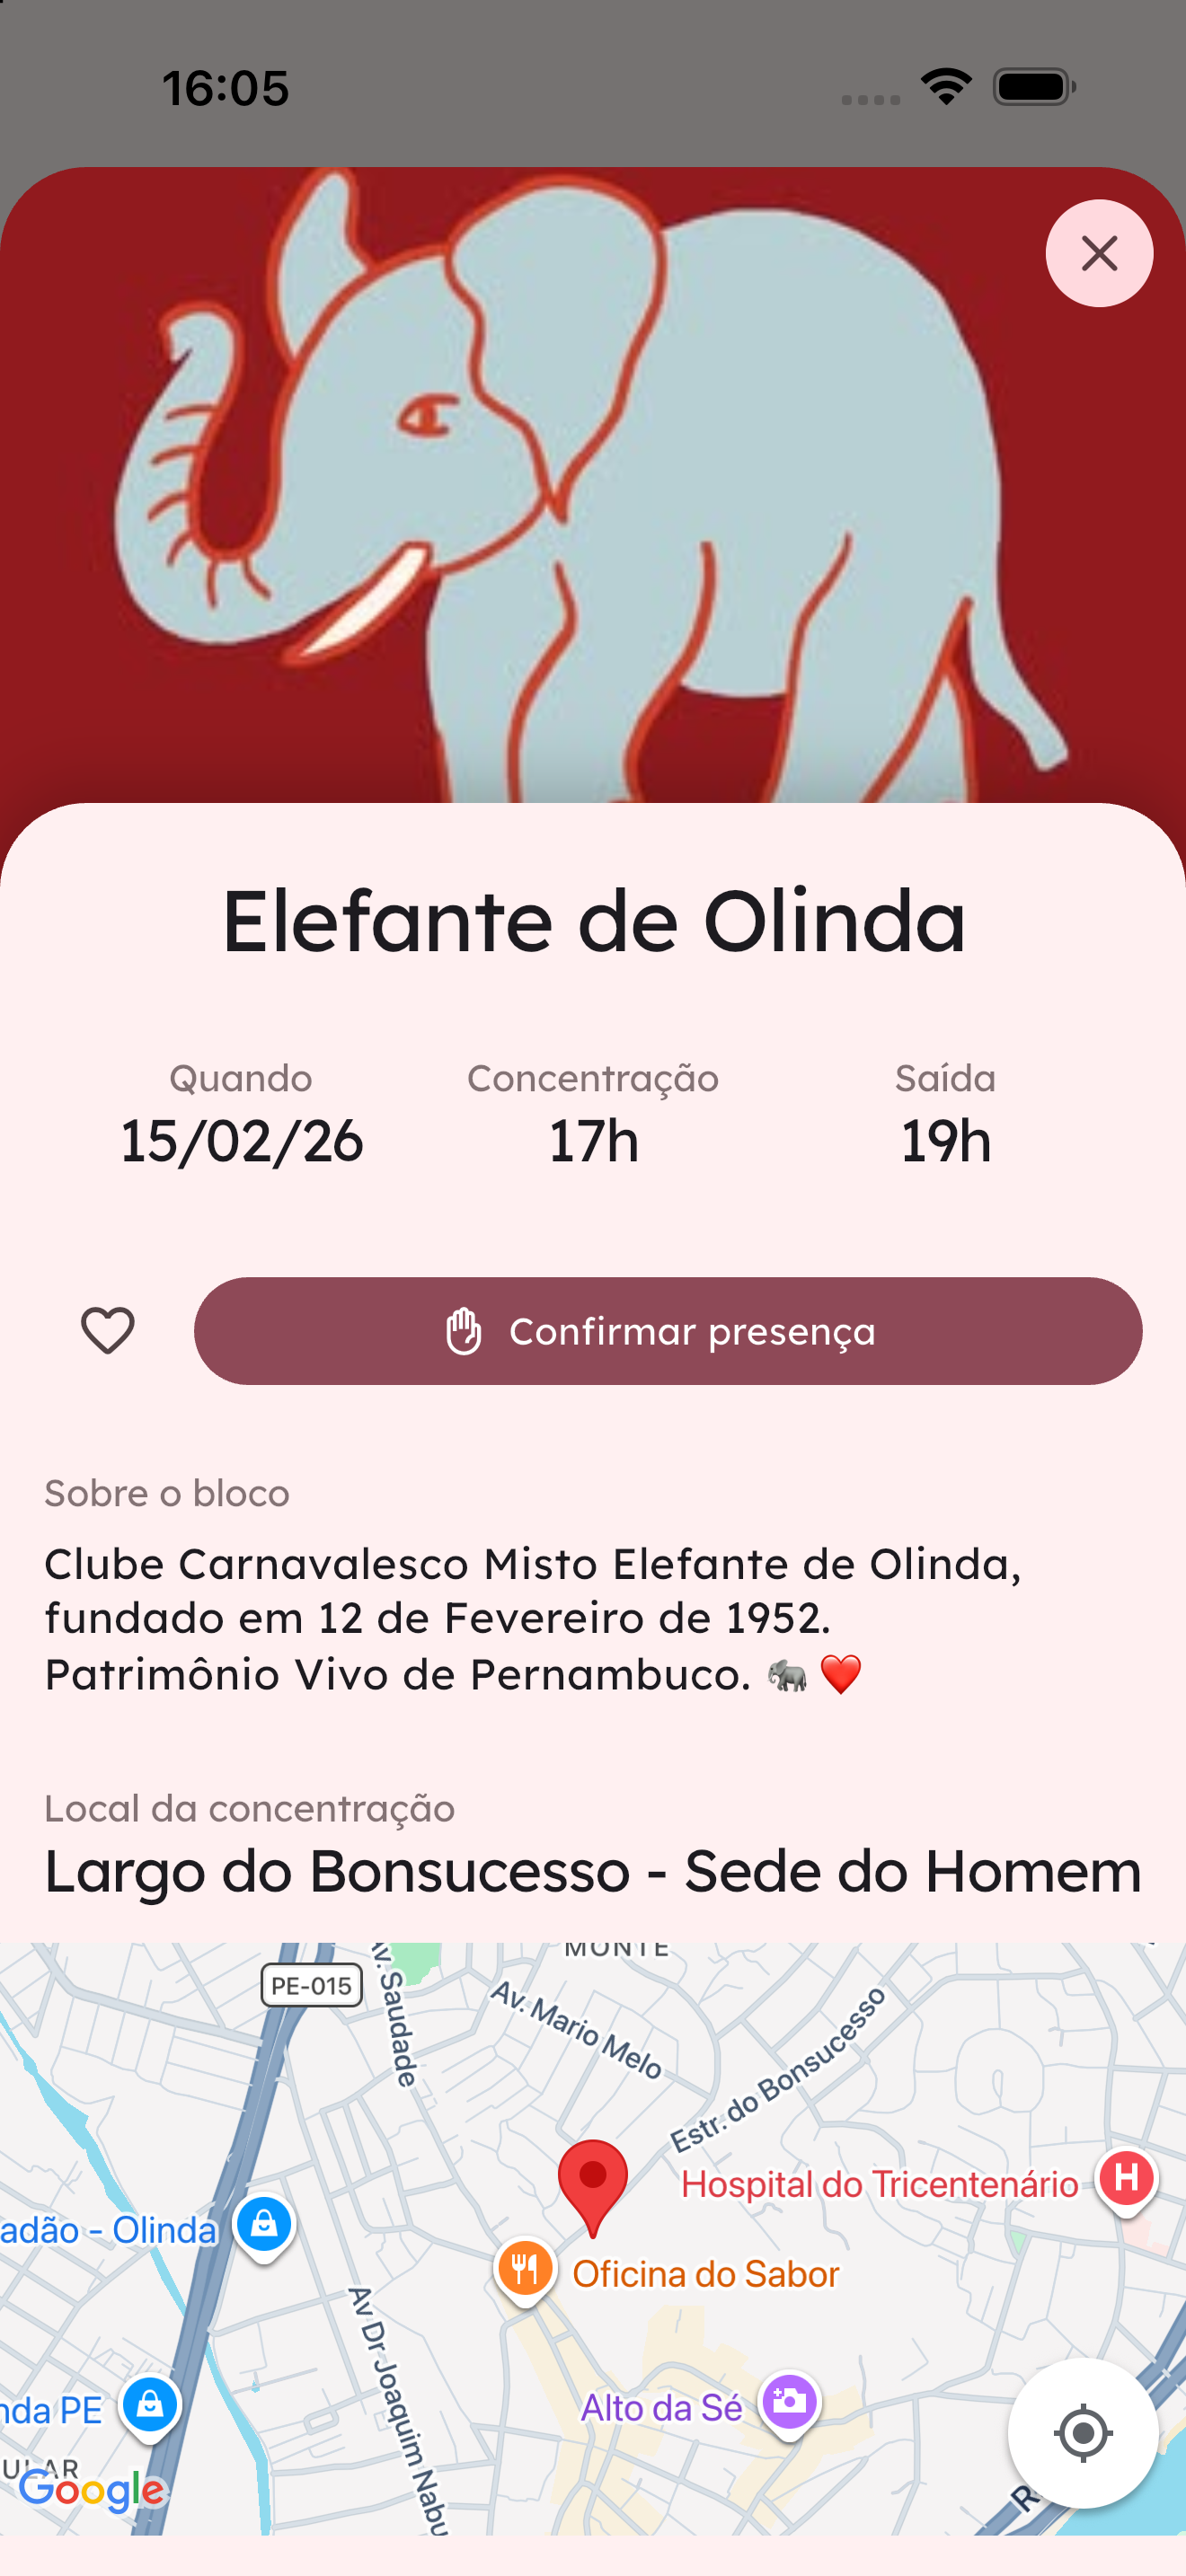 16:05
Elefante de Olinda
Quando
15/02/26
Concentração
17h
Saída
19h
Confirmar presença
Sobre o bloco
Clube Carnavalesco Misto Elefante de Olinda,
fundado em 12 de Fevereiro de 1952.
Patrimônio Vivo de Pernambuco. 🐘 ❤️
Local da concentração
Largo do Bonsucesso - Sede do Homem
MONTE
PE-015
Av. Saudade
Av. Mario Melo
Estr. do Bonsucesso
Hospital do Tricentenário
H
adão - Olinda
Oficina do Sabor
Av Dr Joaquim Nabu
Alto da Sé
nda PE
ULAR
Google
R